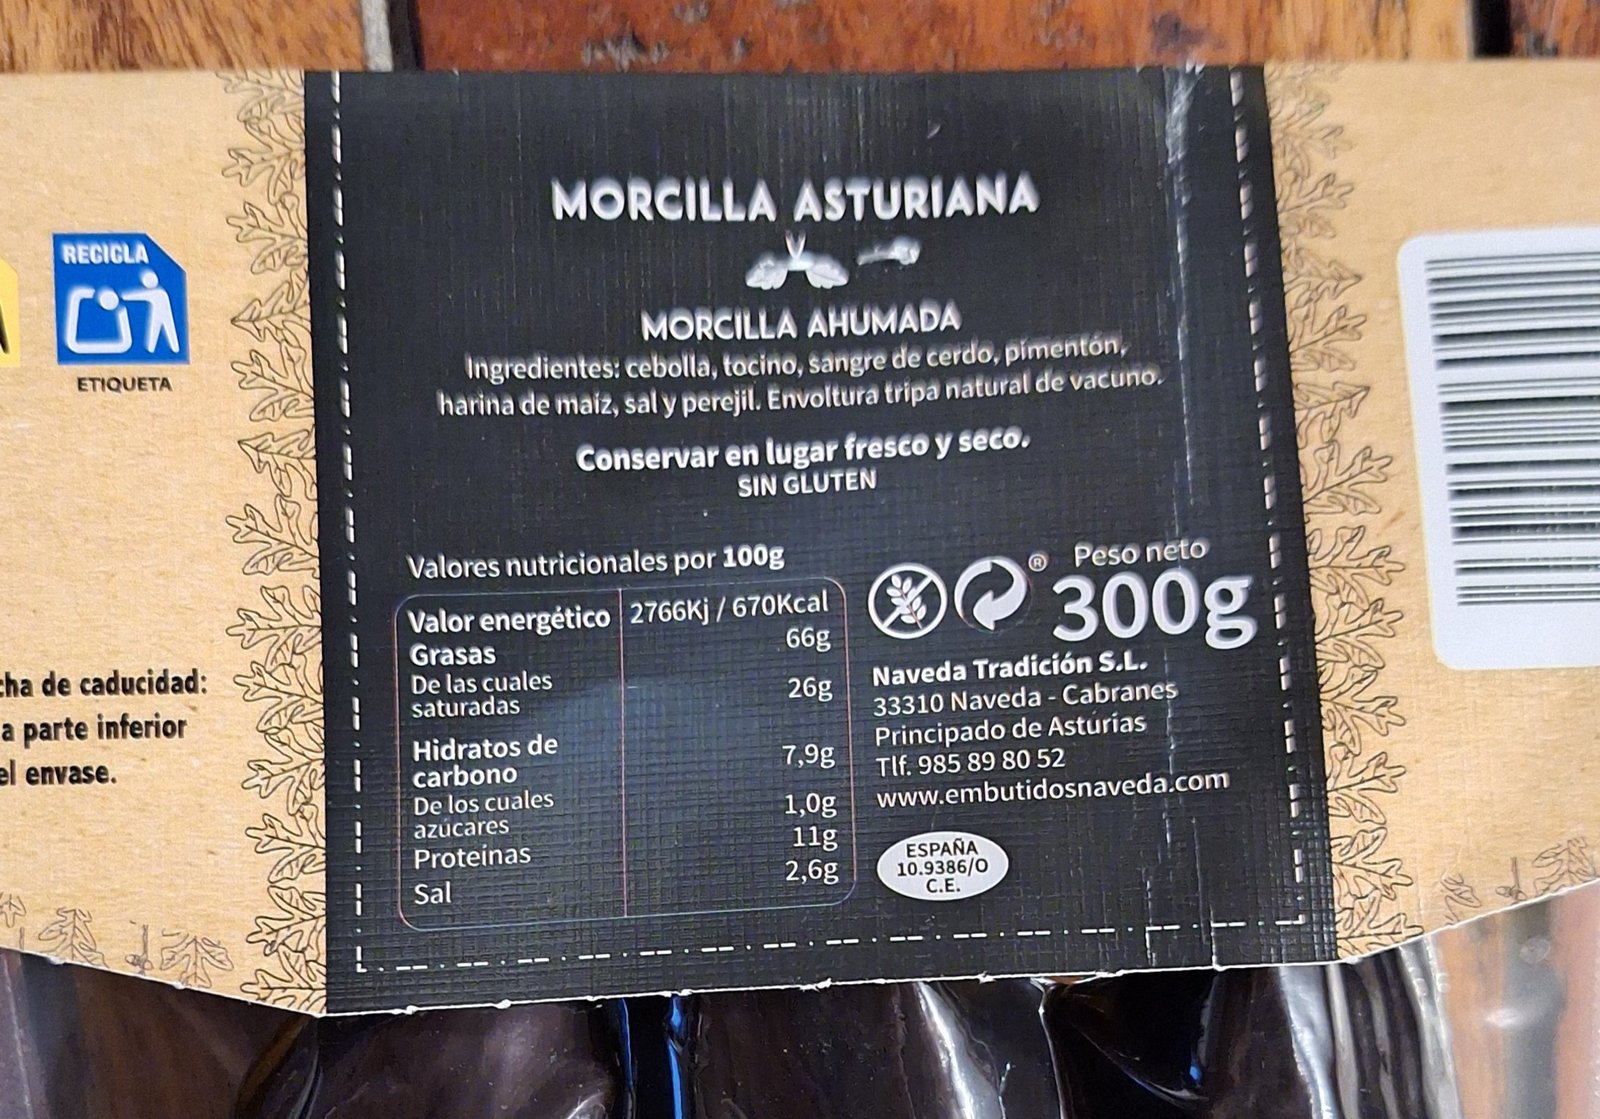 RECICLA
ETIQUETA
cha de caducidad:
a parte inferior
el envase.
MORCILLA ASTURIANA
MORCILLA AHUMADA
Ingredientes: cebolla, tocino, sangre de cerdo, pimentón,
harina de maíz, sal y perejil. Envoltura tripa natural de vacuno.
Conservar en lugar fresco y seco.
SIN GLUTEN
Valores nutricionales por 100g
Valor energético 2766Kj / 670Kcal
Grasas 66g
De las cuales
saturadas 26g
Hidratos de
carbono 7,9g
De los cuales
azúcares 1,0g
Proteínas 11g
Sal 2,6g
®
Peso neto
300g
Naveda Tradición S.L.
33310 Naveda - Cabranes
Principado de Astúrias
Tlf. 985 89 80 52
www.embutidosnaveda.com
ESPAÑA
10.9386/O
C.E.